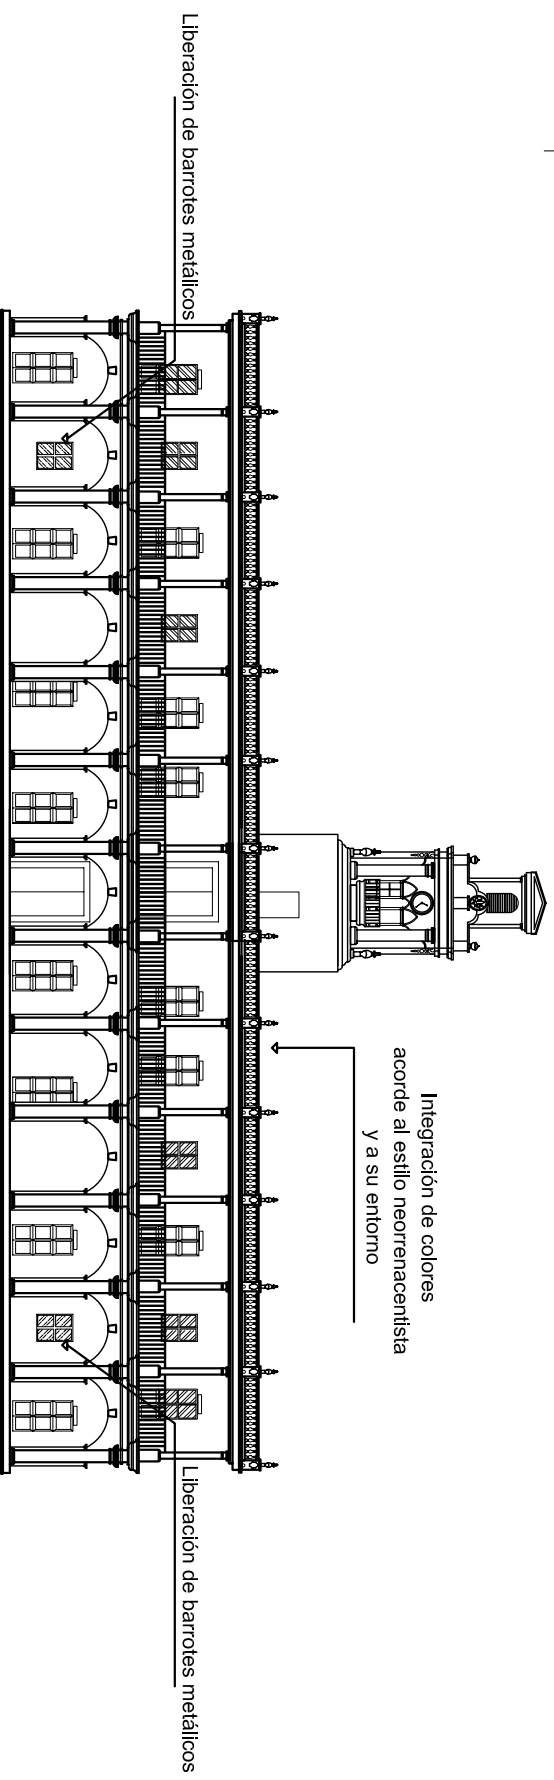 Liberación de barrotes metálicos
Integración de colores
acorde al estilo neorrenacentista
y a su entorno
Liberación de barrotes metálicos